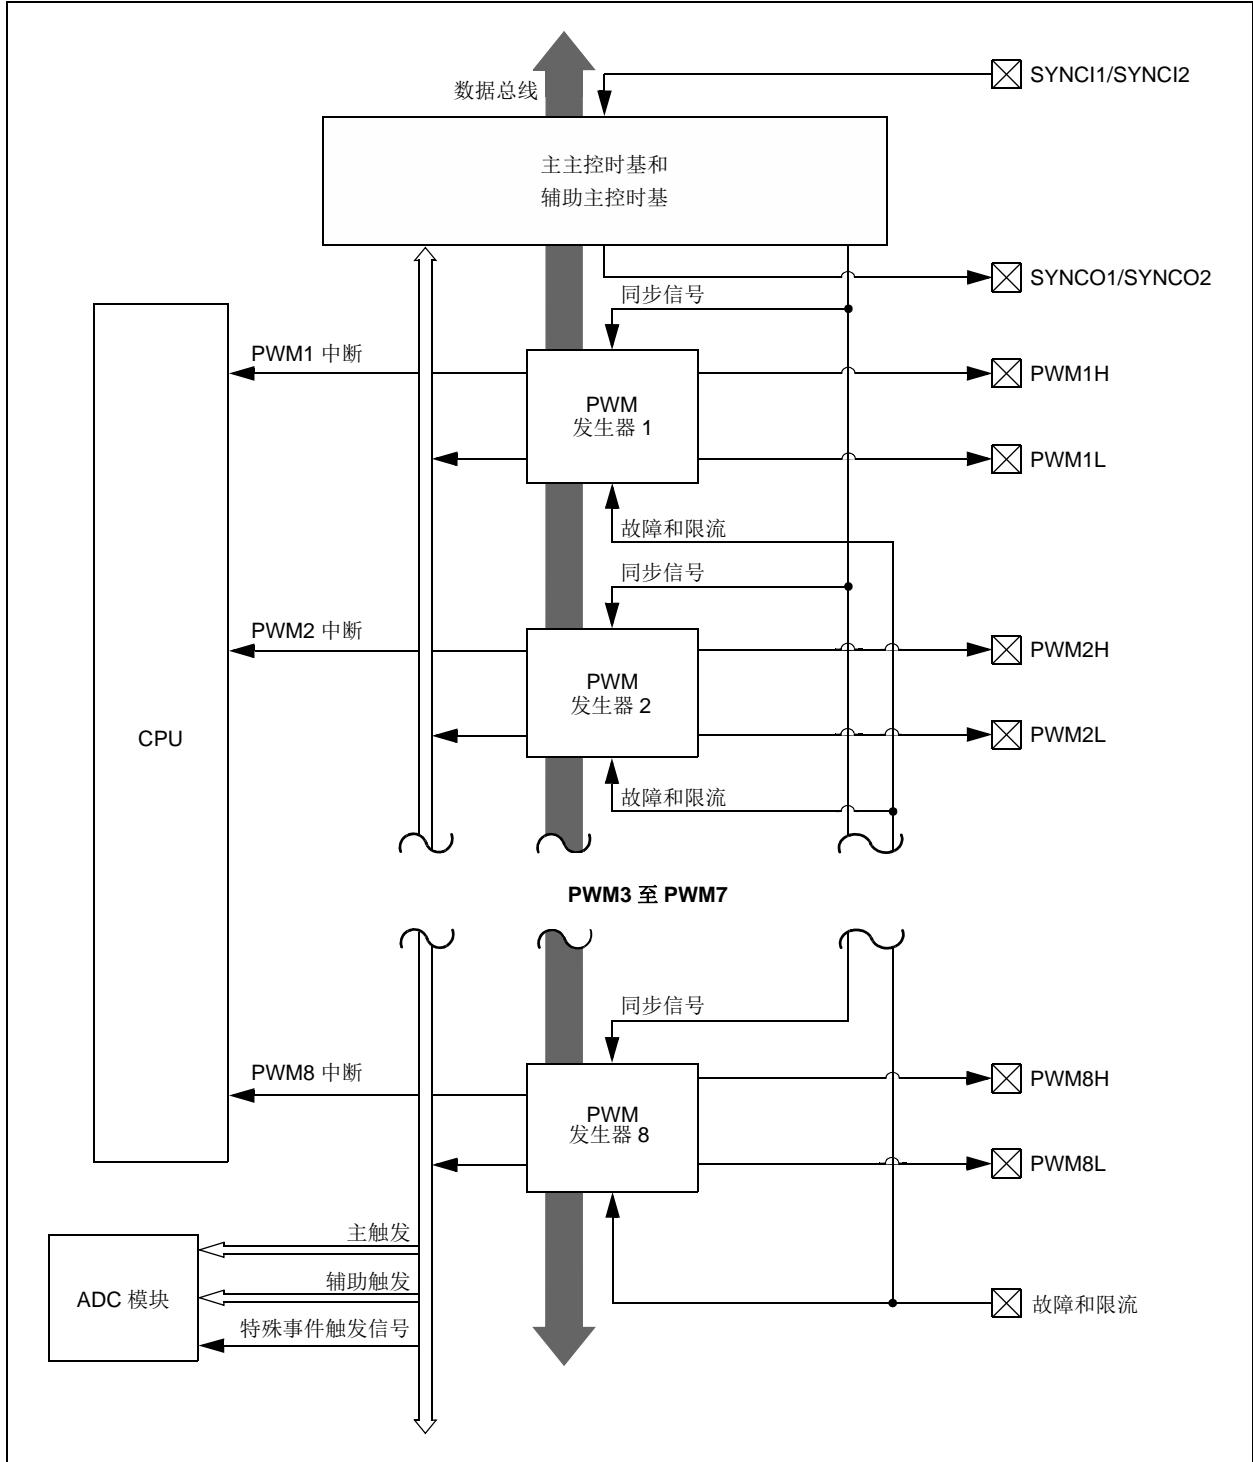 SYNCI1/SYNCI2
数据总线
主主控时基和
辅助主控时基
SYNCO1/SYNCO2
同步信号
PWM1 中断
PWM
发生器 1
PWM1H
PWM1L
故障和限流
同步信号
PWM2 中断
PWM
发生器 2
PWM2H
PWM2L
CPU
故障和限流
PWM3 至 PWM7
同步信号
PWM8 中断
PWM
发生器 8
PWM8H
PWM8L
主触发
辅助触发
ADC 模块
特殊事件触发信号
故障和限流